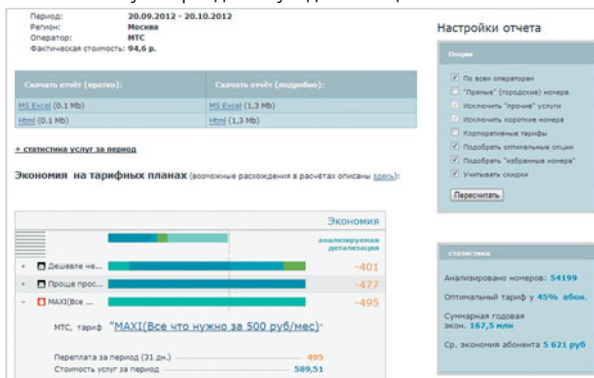 Период: 20.09.2012 - 20.10.2012
Регион: Москва
Оператор: МТС
Фактическая стоимость: 94,6 р.
Скачать отчёт (кратко): Скачать отчёт (подробно):
MS Excel (0.1 Mb) MS Excel (1,3 Mb)
Html (0.1 Mb) Html (1,3 Mb)
+ статистика услуг за период
Экономия на тарифных планах (возможные расхождения в расчётах описаны здесь):
Экономия
анализируемая
детализация
+ Дешевле не... -401
+ Проще прос... -477
- MAXI(Все ... -495
МТС, тариф "MAXI(Все что нужно за 500 руб/мес)"
Переплата за период (31 дн.) 495
Стоимость услуг за период 589,51
Настройки отчета
Опции
По всем операторам
"Прямые" (городские) номера
Исключить "прочие" услуги
Исключить короткие номера
Корпоративные тарифы
Подобрать оптимальные опции
Подобрать "избранные номера"
Учитывать скидки
Пересчитать
статистика
Анализировано номеров: 54199
Оптимальный тариф у 45% абон.
Суммарная годовая
экон. 167,5 млн
Ср. экономия абонента 5 621 руб